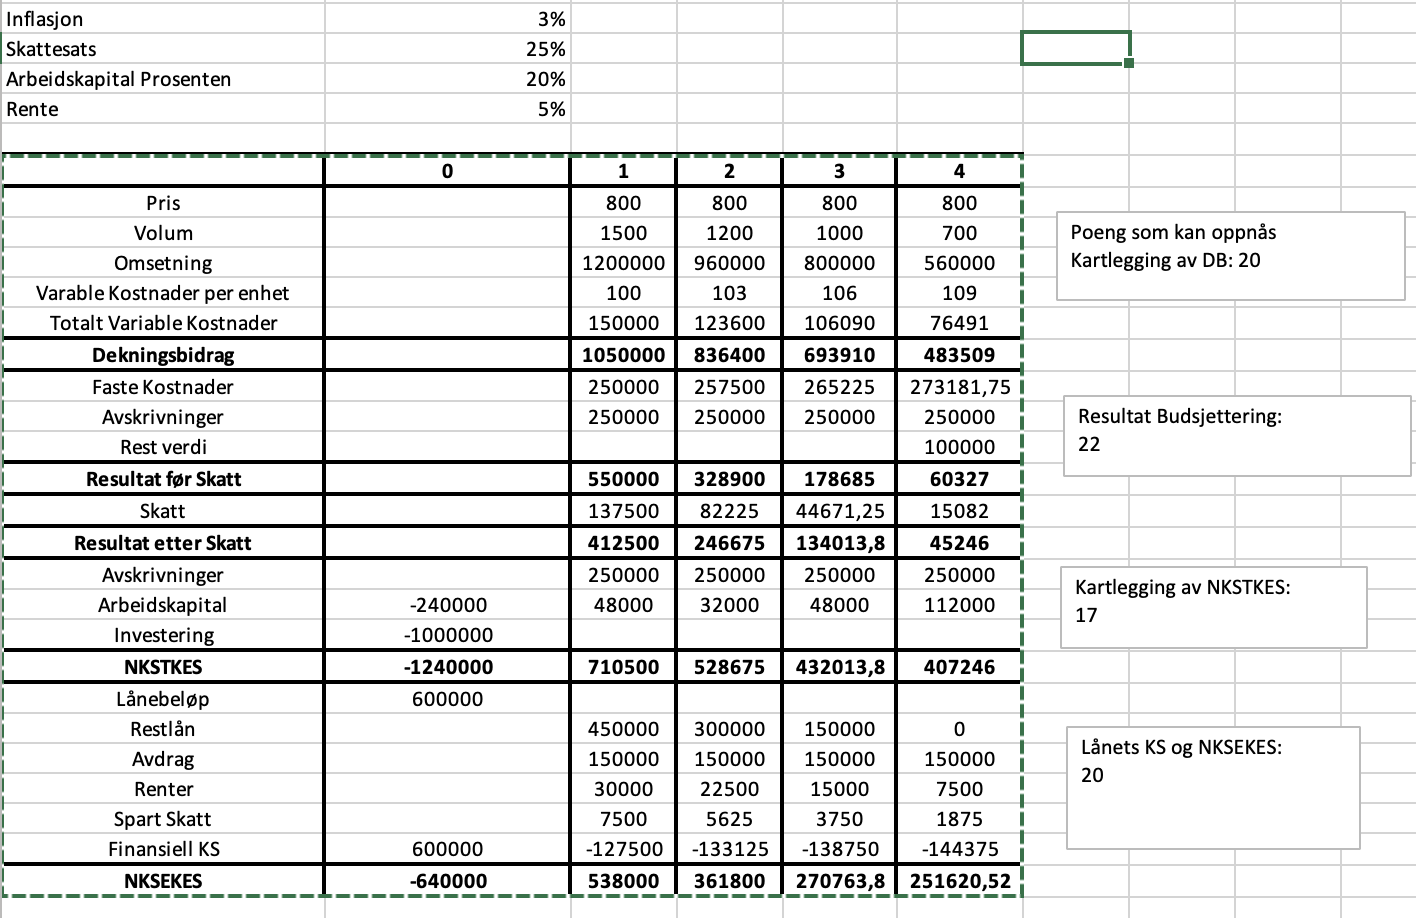 Inflasjon 3%
Skattesats 25%
Arbeidskapital Prosenten 20%
Rente 5%
0 1 2 3 4
Pris 800 800 800 800
Volum 1500 1200 1000 700
Omsetning 1200000 960000 800000 560000
Varable Kostnader per enhet 100 103 106 109
Totalt Variable Kostnader 150000 123600 106090 76491
Dekningsbidrag 1050000 836400 693910 483509
Faste Kostnader 250000 257500 265225 273181,75
Avskrivninger 250000 250000 250000 250000
Rest verdi 100000
Resultat før Skatt 550000 328900 178685 60327
Skatt 137500 82225 44671,25 15082
Resultat etter Skatt 412500 246675 134013,8 45246
Avskrivninger 250000 250000 250000 250000
Arbeidskapital -240000 48000 32000 48000 112000
Investering -1000000
NKSTKES -1240000 710500 528675 432013,8 407246
Lånebeløp 600000
Restlån 450000 300000 150000 0
Avdrag 150000 150000 150000 150000
Renter 30000 22500 15000 7500
Spart Skatt 7500 5625 3750 1875
Finansiell KS 600000 -127500 -133125 -138750 -144375
NKSEKES -640000 538000 361800 270763,8 251620,52
Poeng som kan oppnås
Kartlegging av DB: 20
Resultat Budsjettering:
22
Kartlegging av NKSTKES:
17
Lånets KS og NKSEKES:
20